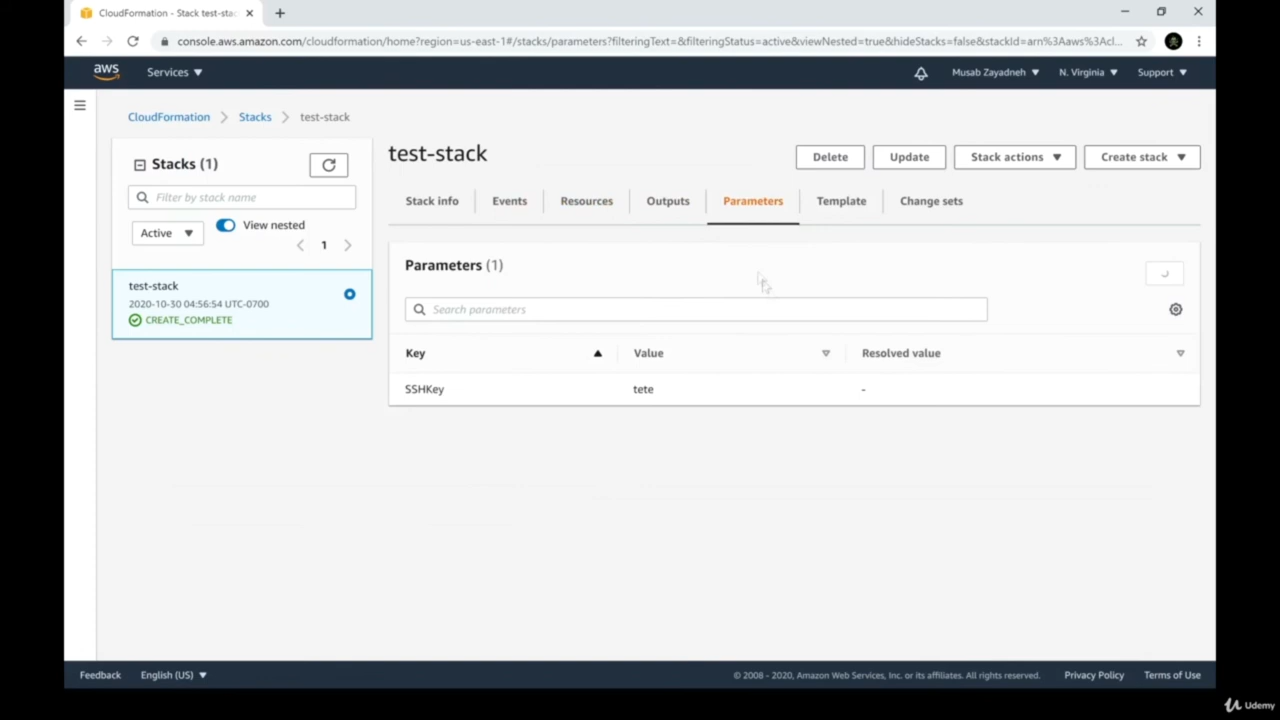 CloudFormation - Stack test-stac
console.aws.amazon.com/cloudformation/home?region=us-east-1#/stacks/parameters?filteringText=&filteringStatus=active&viewNested=true&hideStacks=false&stackId=arn%3Aaws%3Acl...
aws Services Musab Zayadneh N. Virginia Support
CloudFormation Stacks test-stack
Stacks (1)
Filter by stack name
Active View nested
1
test-stack
2020-10-30 04:56:54 UTC-0700
CREATE_COMPLETE
test-stack Delete Update Stack actions Create stack
Stack info Events Resources Outputs Parameters Template Change sets
Parameters (1)
Search parameters
Key Value Resolved value
SSHKey tete -
Feedback English (US) © 2008 - 2020, Amazon Web Services, Inc. or its affiliates. All rights reserved. Privacy Policy Terms of Use
Udemy